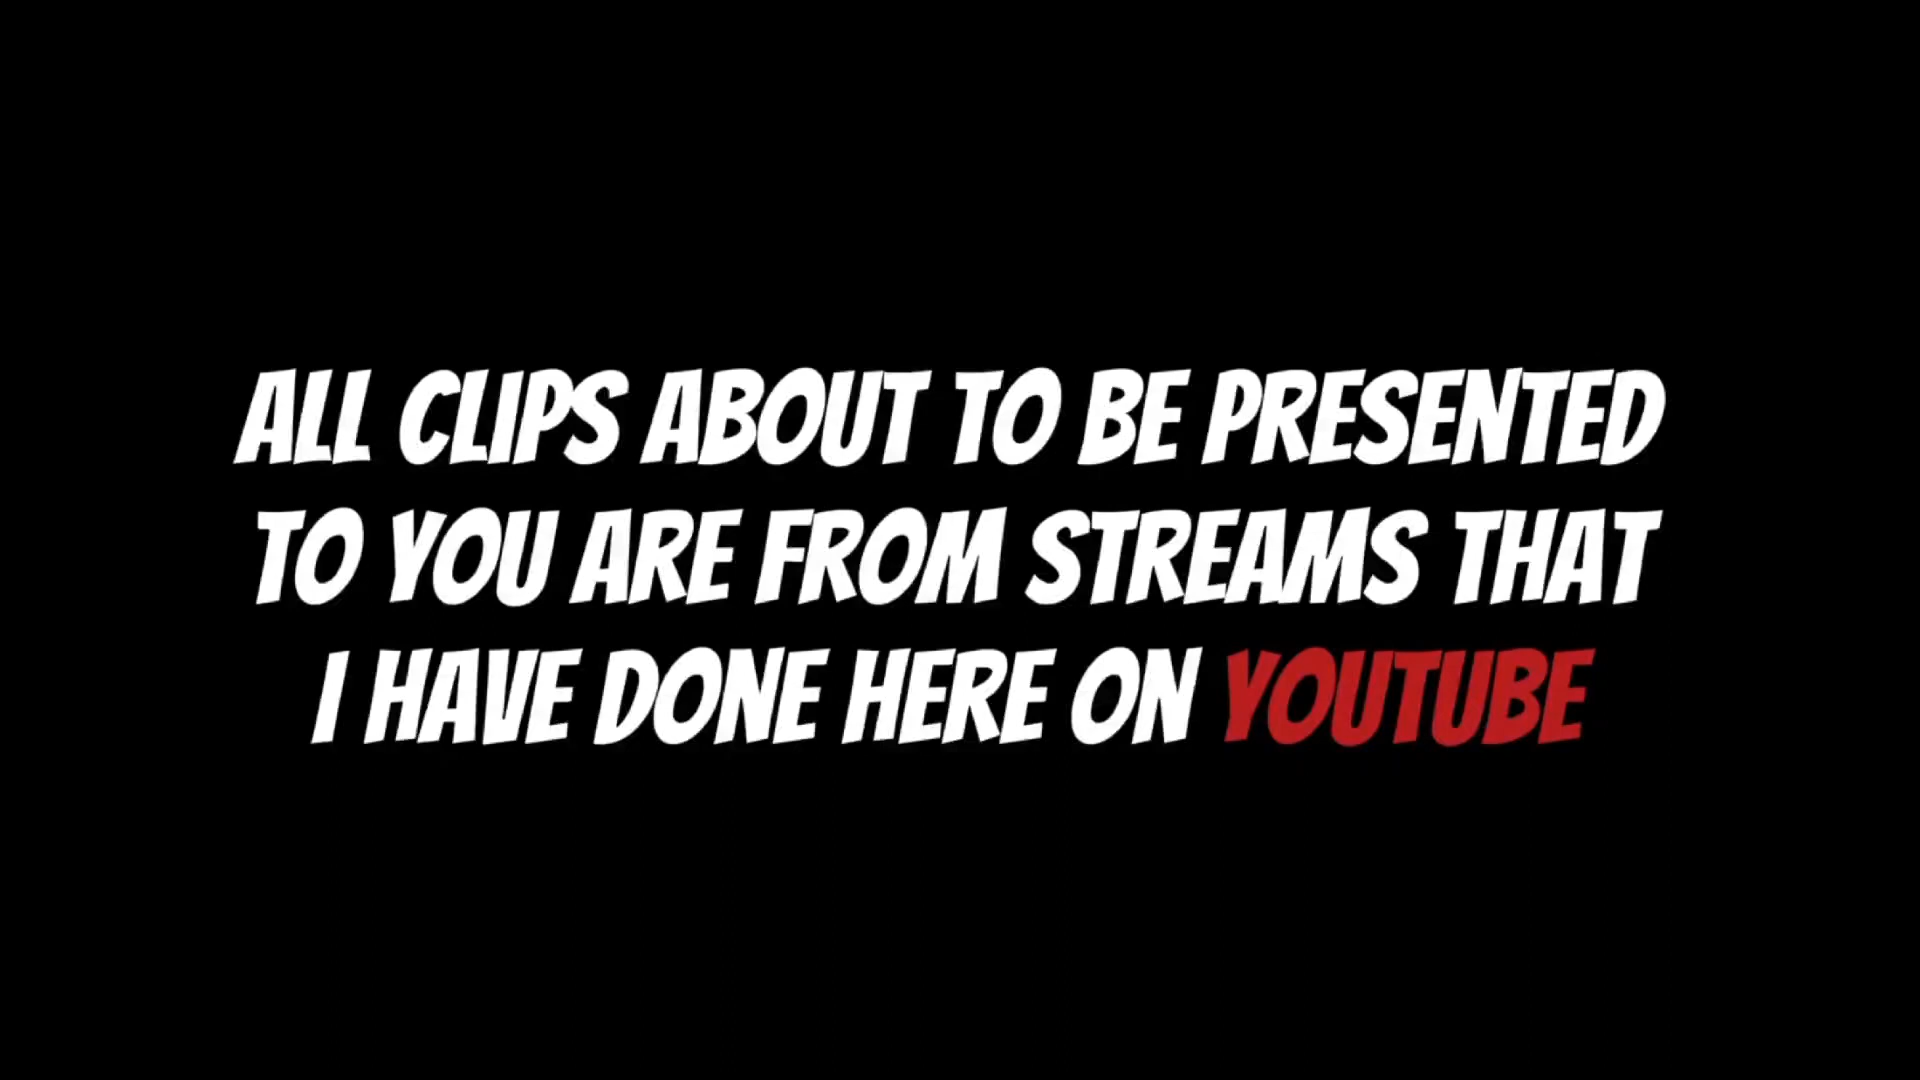 ALL CLIPS ABOUT TO BE PRESENTED
TO YOU ARE FROM STREAMS THAT
I HAVE DONE HERE ON YOUTUBE